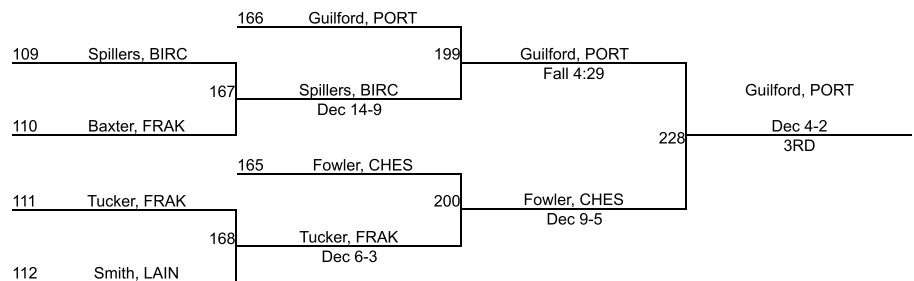 166 Guilford, PORT
109 Spillers, BIRC
199 Guilford, PORT
Fall 4:29
167 Spillers, BIRC
Dec 14-9
Guilford, PORT
110 Baxter, FRAK
228 Dec 4-2
3RD
165 Fowler, CHES
111 Tucker, FRAK
200 Fowler, CHES
Dec 9-5
168 Tucker, FRAK
Dec 6-3
112 Smith, LAIN